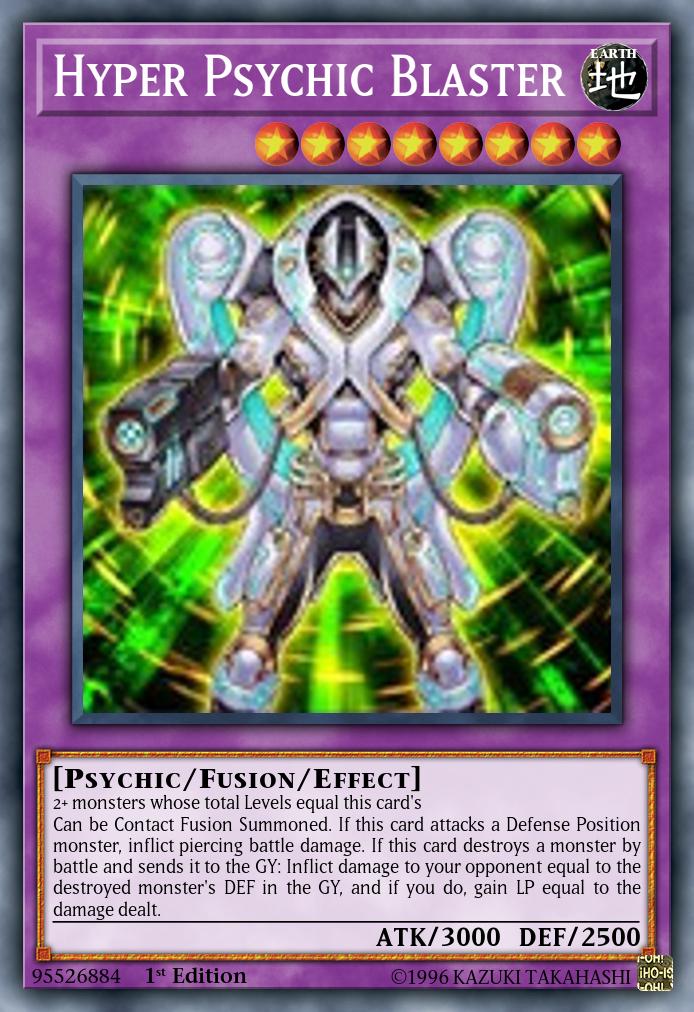 Hyper Psychic Blaster
EARTH
地
[Psychic/Fusion/Effect]
2+ monsters whose total Levels equal this card's
Can be Contact Fusion Summoned. If this card attacks a Defense Position
monster, inflict piercing battle damage. If this card destroys a monster by
battle and sends it to the GY: Inflict damage to your opponent equal to the
destroyed monster's DEF in the GY, and if you do, gain LP equal to the
damage dealt.
ATK/3000 DEF/2500
95526884 1st Edition ©1996 KAZUKI TAKAHASHI